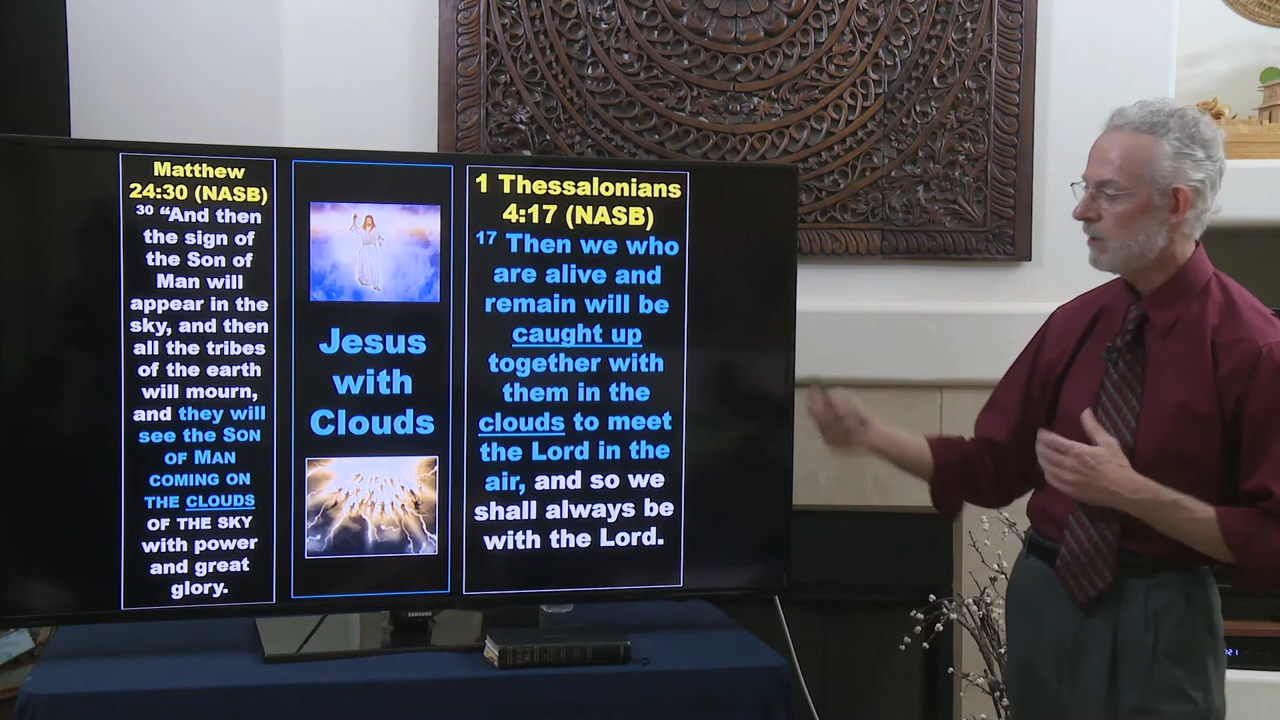 Matthew
24:30 (NASB)
30 “And then
the sign of
the Son of
Man will
appear in the
sky, and then
all the tribes
of the earth
will mourn,
and they will
see the Son
of Man
coming on
the clouds
of the sky
with power
and great
glory.
Jesus
with
Clouds
1 Thessalonians
4:17 (NASB)
17 Then we who
are alive and
remain will be
caught up
together with
them in the
clouds to meet
the Lord in the
air, and so we
shall always be
with the Lord.
SAMSUNG